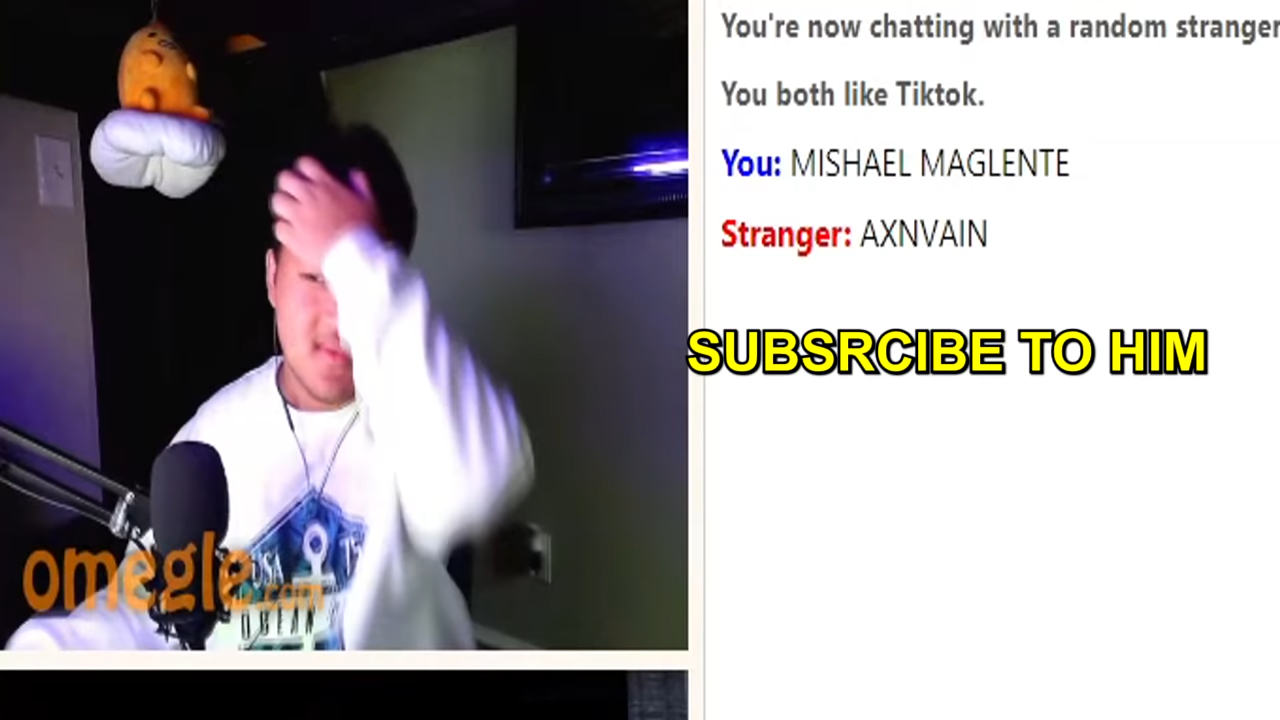 You're now chatting with a random stranger
You both like Tiktok.
You: MISHAEL MAGLENTE
Stranger: AXNVAIN
SUBSRCIBE TO HIM
omegle.com